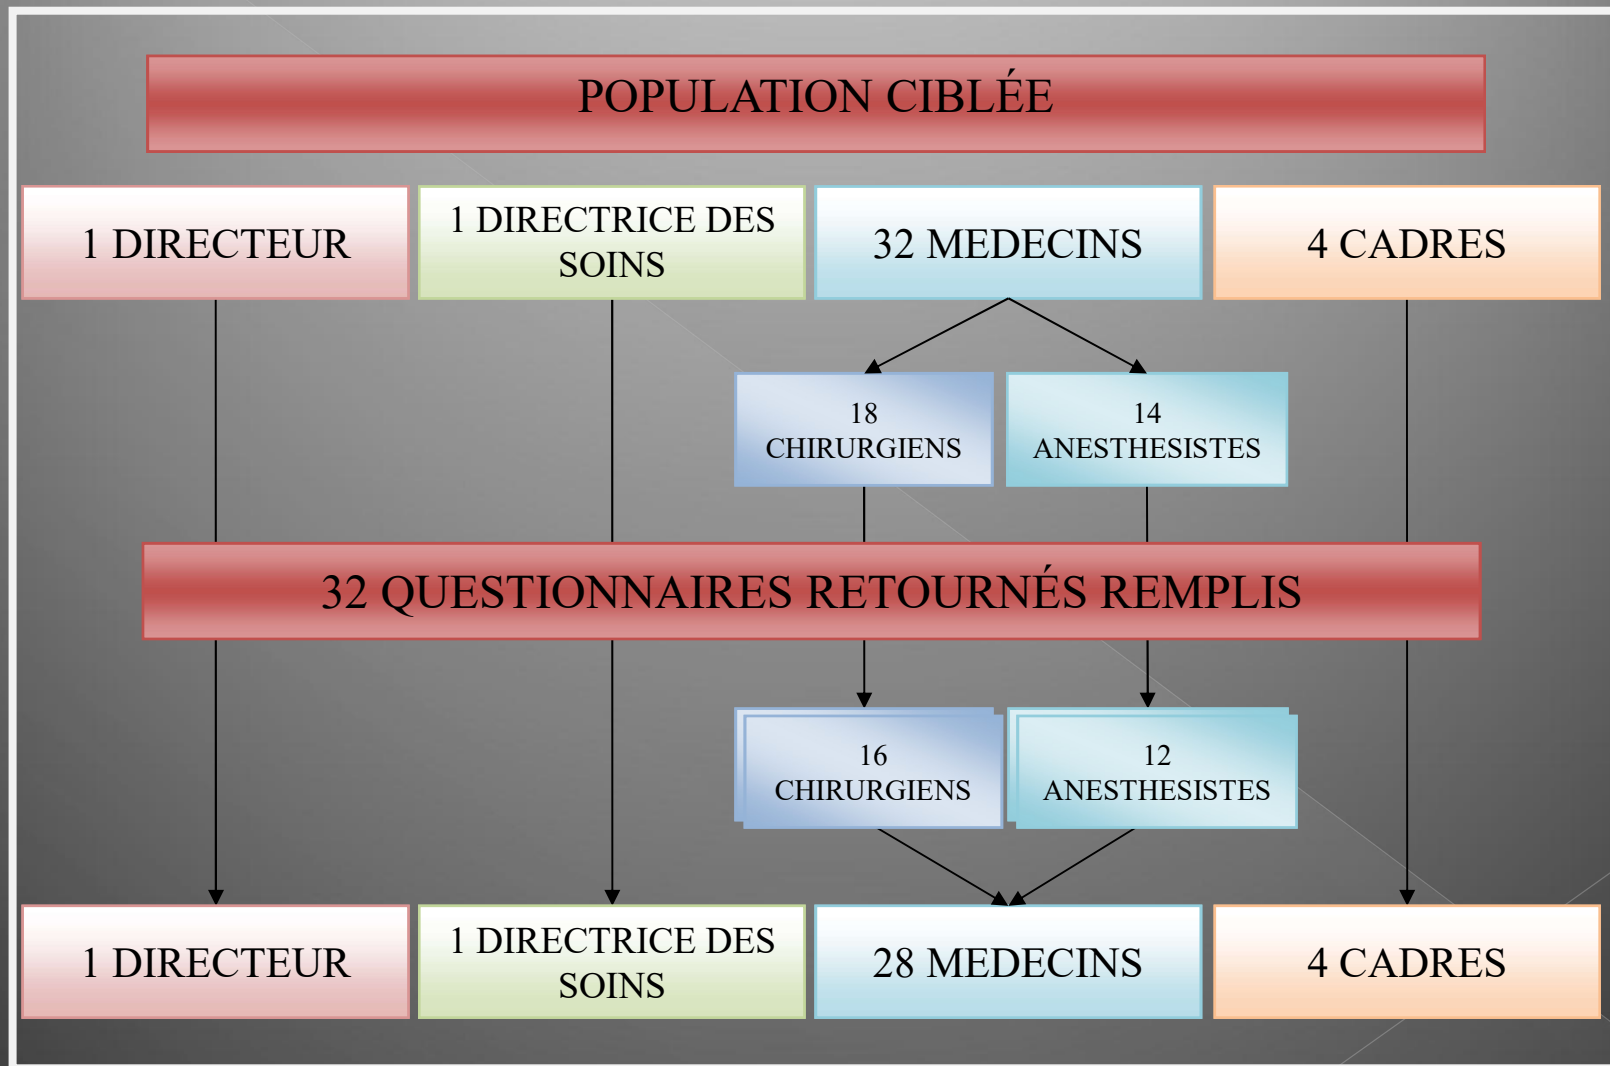 POPULATION CIBLÉE
1 DIRECTEUR
1 DIRECTRICE DES
SOINS
32 MEDECINS
4 CADRES
18
CHIRURGIENS
14
ANESTHESISTES
32 QUESTIONNAIRES RETOURNÉS REMPLIS
16
CHIRURGIENS
12
ANESTHESISTES
1 DIRECTEUR
1 DIRECTRICE DES
SOINS
28 MEDECINS
4 CADRES